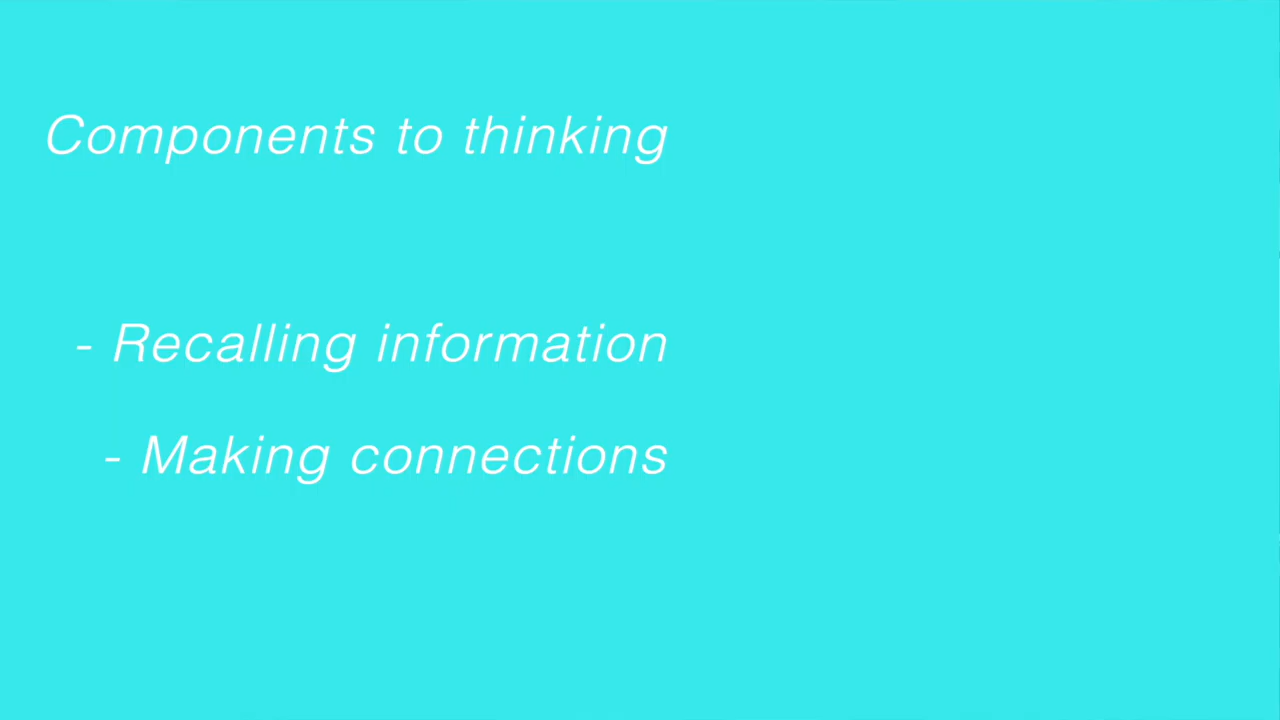 Components to thinking
- Recalling information
- Making connections